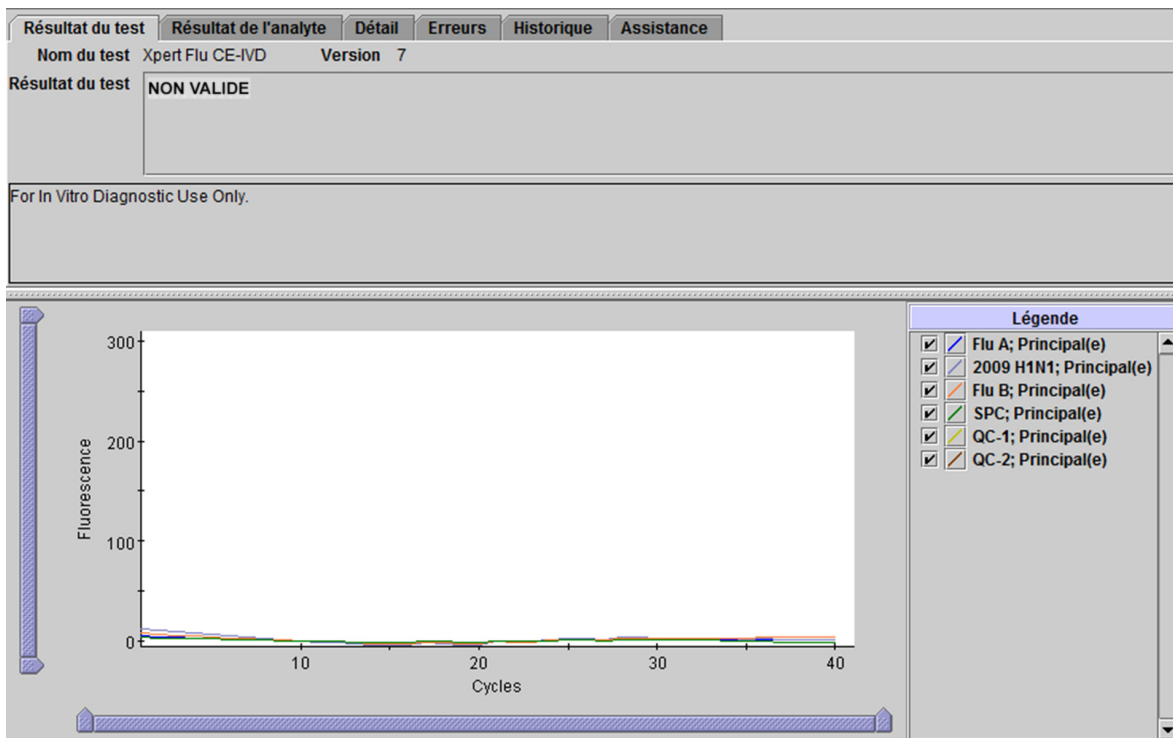 Résultat du test Résultat de l'analyte Détail Erreurs Historique Assistance
Nom du test Xpert Flu CE-IVD Version 7
Résultat du test NON VALIDE
For In Vitro Diagnostic Use Only.
Légende
Flu A; Principal(e)
2009 H1N1; Principal(e)
Flu B; Principal(e)
SPC; Principal(e)
QC-1; Principal(e)
QC-2; Principal(e)
300
200
100
0
Fluorescence
10 20 30 40
Cycles